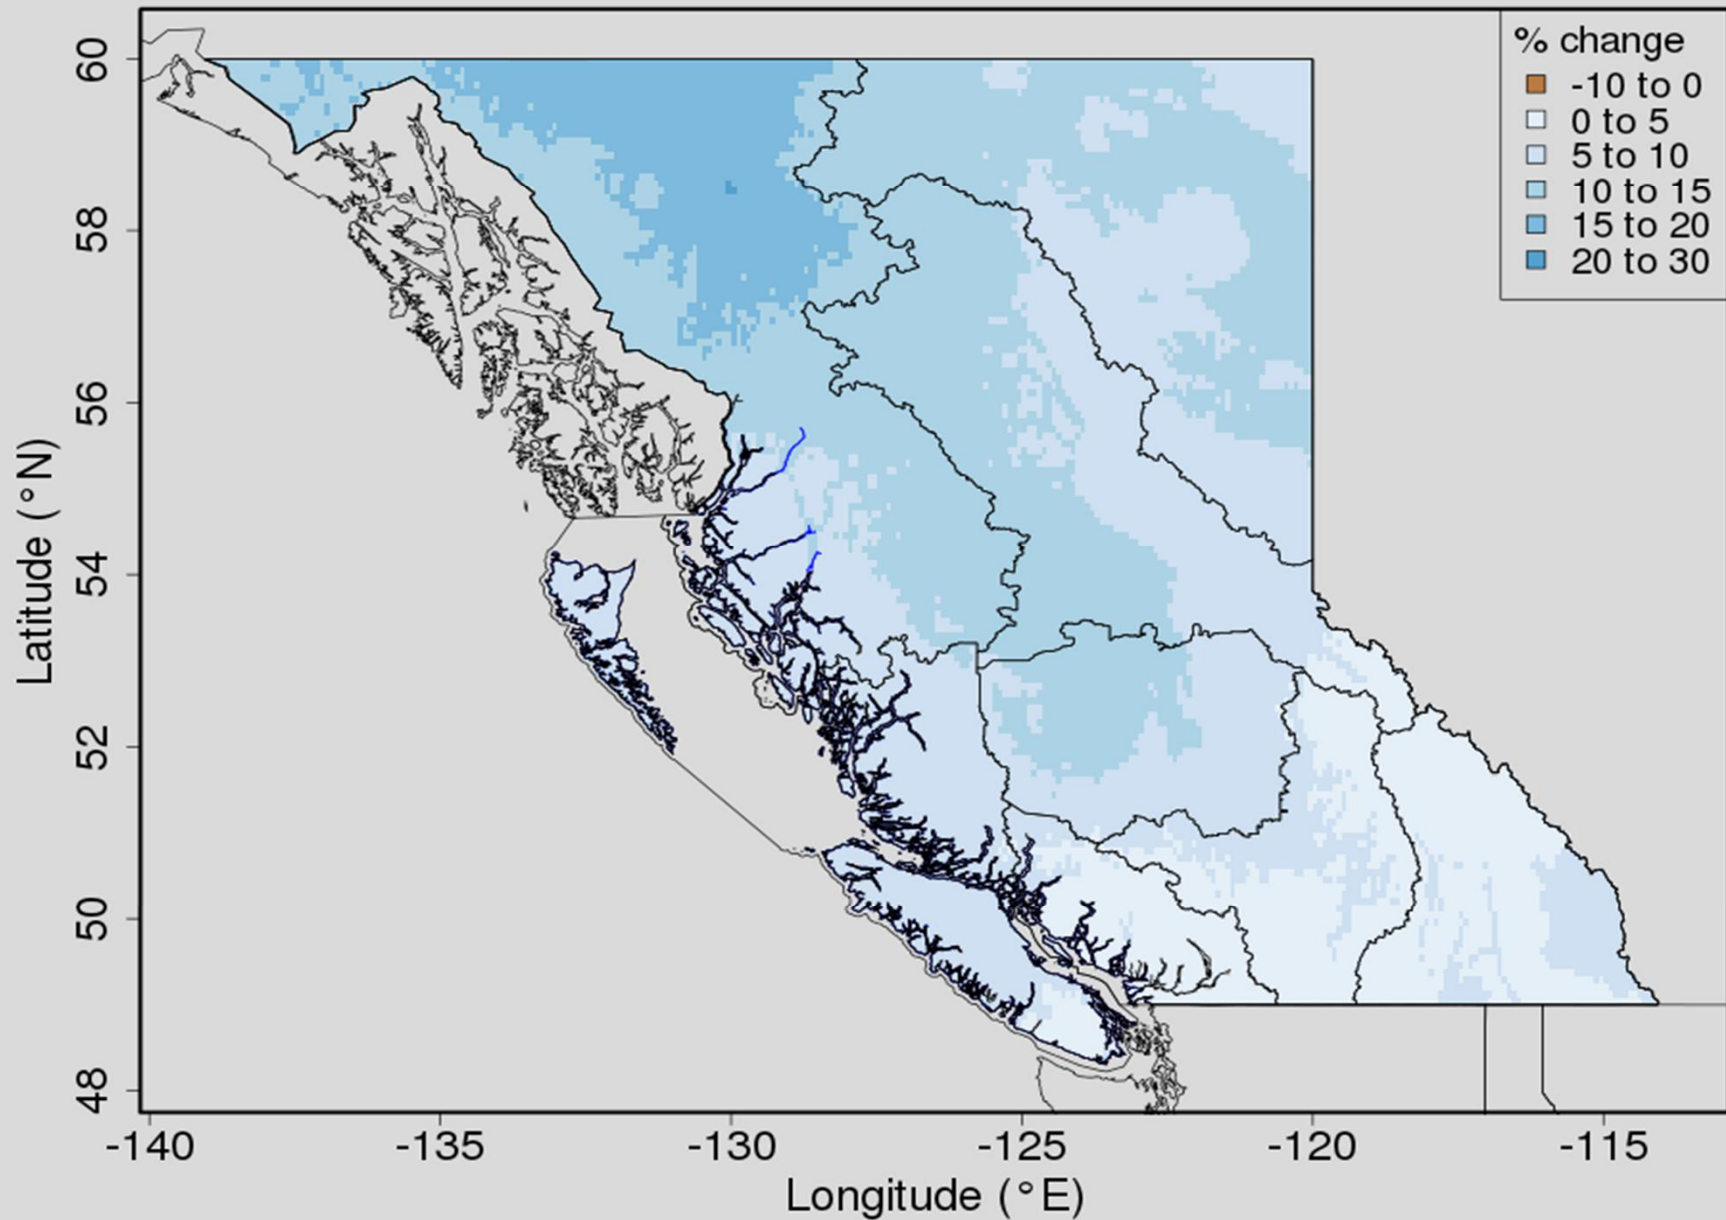 % change
-10 to 0
0 to 5
5 to 10
10 to 15
15 to 20
20 to 30
60
58
56
54
52
50
48
Latitude (°N)
-140
-135
-130
-125
-120
-115
Longitude (°E)